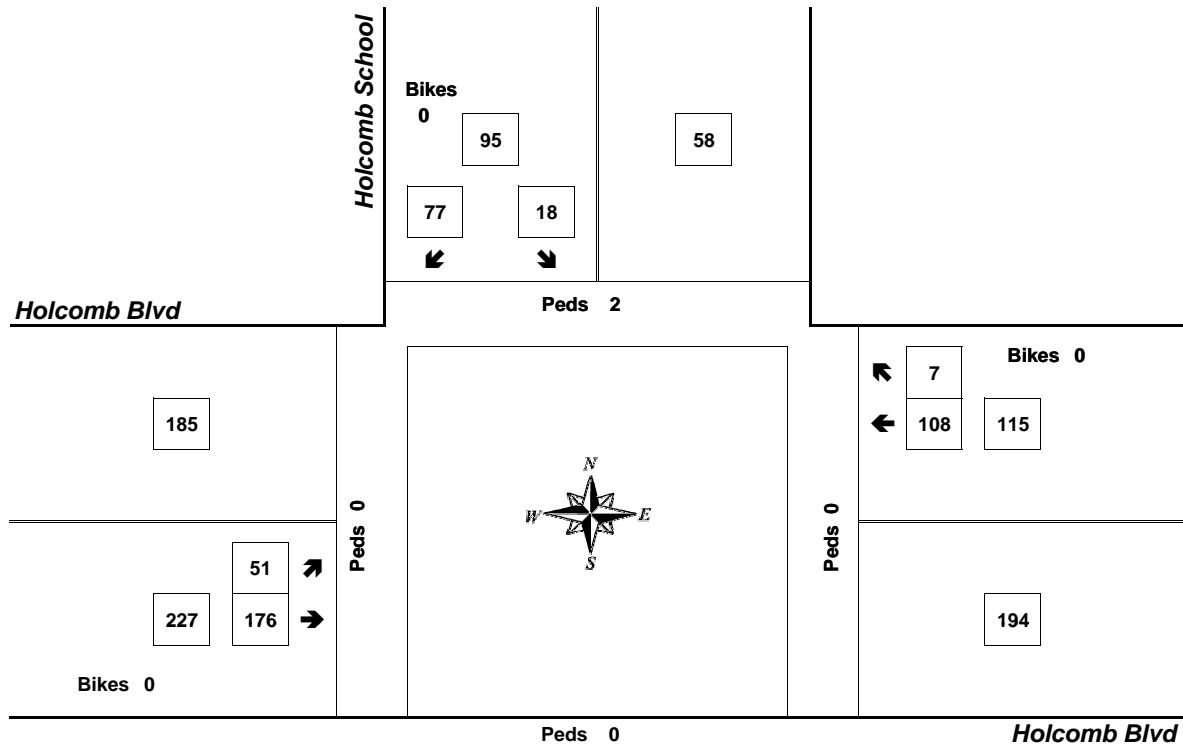 Holcomb School
Bikes
0
95
58
77
18
Holcomb Blvd
Peds 2
Bikes 0
7
185
108
115
N
W
E
S
Peds 0
Peds 0
51
227
176
194
Bikes 0
Peds 0
Holcomb Blvd